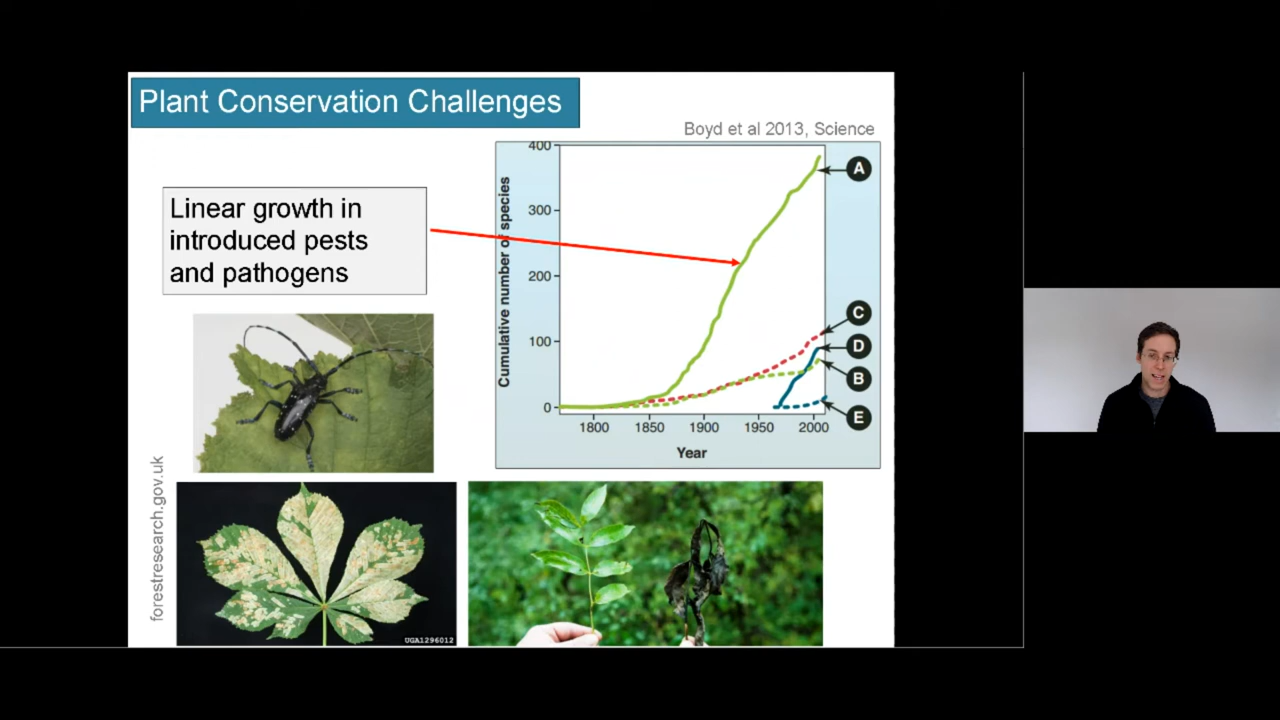 Plant Conservation Challenges
Boyd et al 2013, Science
Linear growth in
introduced pests
and pathogens
Cumulative number of species
400
300
200
100
0
A
C
D
B
E
1800 1850 1900 1950 2000
Year
forestresearch.gov.uk
UGA1296012